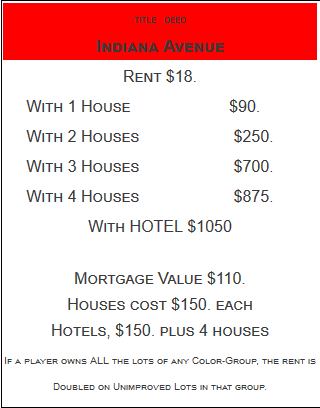 TITLE DEED
Indiana Avenue
Rent $18.
With 1 House $90.
With 2 Houses $250.
With 3 Houses $700.
With 4 Houses $875.
With HOTEL $1050
Mortgage Value $110.
Houses cost $150. each
Hotels, $150. plus 4 houses
If a player owns ALL the lots of any Color-Group, the rent is
Doubled on Unimproved Lots in that group.